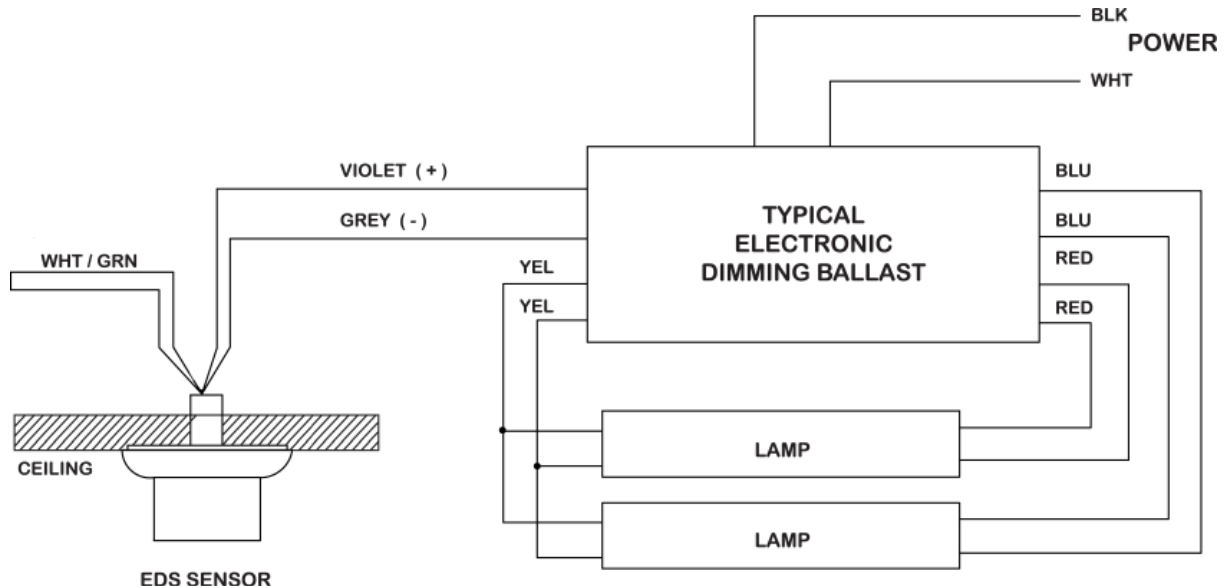 BLK
POWER
WHT
VIOLET ( + )
BLU
TYPICAL
ELECTRONIC
DIMMING BALLAST
GREY ( - )
BLU
WHT / GRN
YEL
RED
YEL
RED
LAMP
CEILING
LAMP
EDS SENSOR